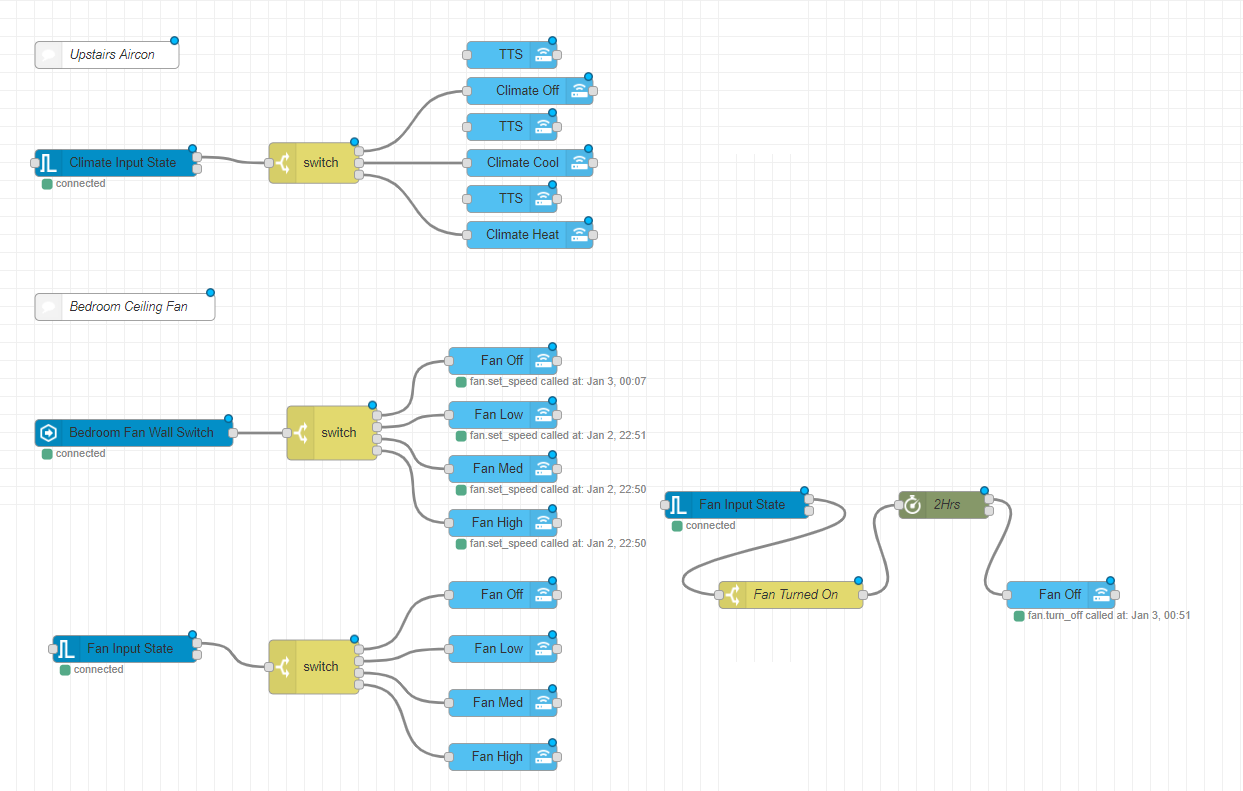 Upstairs Aircon
TTS
Climate Off
TTS
Climate Input State
connected
switch
Climate Cool
TTS
Climate Heat
Bedroom Ceiling Fan
Bedroom Fan Wall Switch
connected
switch
Fan Off
fan.set_speed called at: Jan 3, 00:07
Fan Low
fan.set_speed called at: Jan 2, 22:51
Fan Med
fan.set_speed called at: Jan 2, 22:50
Fan High
fan.set_speed called at: Jan 2, 22:50
Fan Input State
connected
2Hrs
Fan Turned On
Fan Off
fan.turn_off called at: Jan 3, 00:51
Fan Input State
connected
switch
Fan Off
Fan Low
Fan Med
Fan High